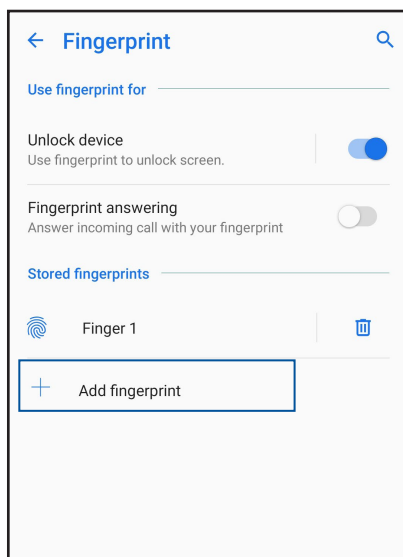 Fingerprint
Use fingerprint for
Unlock device
Use fingerprint to unlock screen.
Fingerprint answering
Answer incoming call with your fingerprint
Stored fingerprints
Finger 1
Add fingerprint